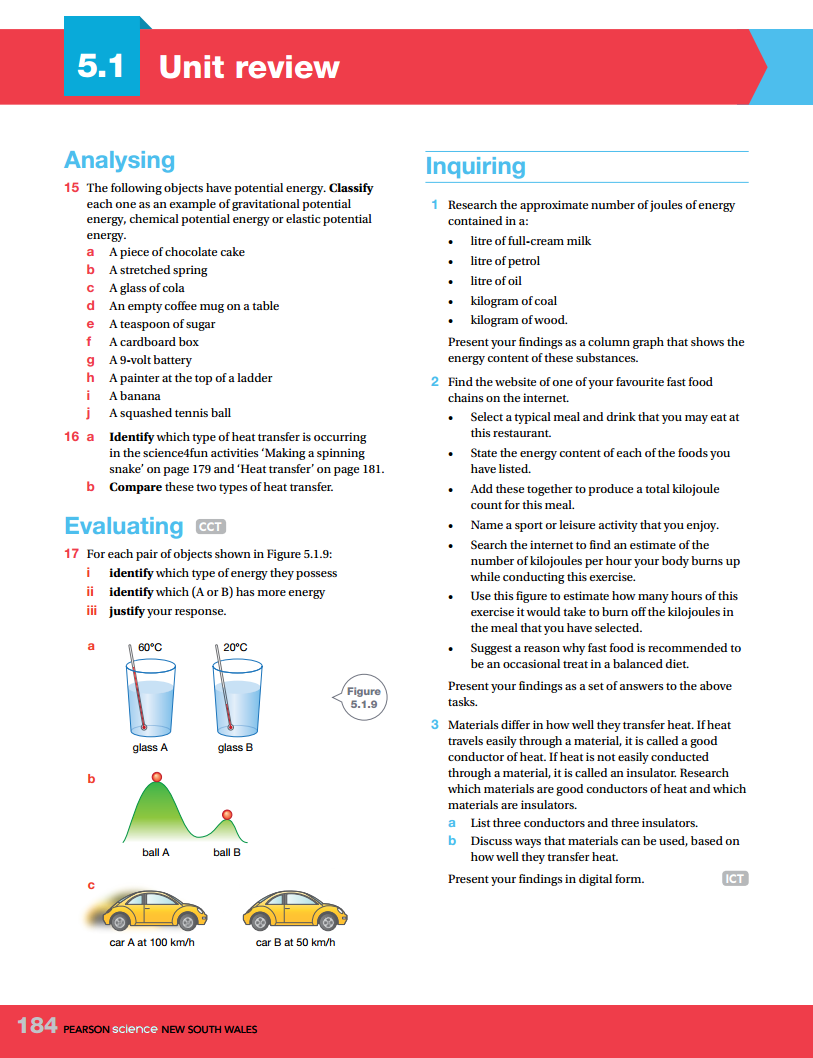 5.1 Unit review
Analysing
15 The following objects have potential energy. Classify
each one as an example of gravitational potential
energy, chemical potential energy or elastic potential
energy.
a A piece of chocolate cake
b A stretched spring
c A glass of cola
d An empty coffee mug on a table
e A teaspoon of sugar
f A cardboard box
g A 9-volt battery
h A painter at the top of a ladder
i A banana
j A squashed tennis ball
16 a Identify which type of heat transfer is occurring
in the science4fun activities ‘Making a spinning
snake’ on page 179 and ‘Heat transfer’ on page 181.
b Compare these two types of heat transfer.
Evaluating CCT
17 For each pair of objects shown in Figure 5.1.9:
i identify which type of energy they possess
ii identify which (A or B) has more energy
iii justify your response.
a
60°C 20°C
Figure
5.1.9
glass A glass B
b
ball A ball B
c
car A at 100 km/h car B at 50 km/h
Inquiring
1 Research the approximate number of joules of energy
contained in a:
• litre of full-cream milk
• litre of petrol
• litre of oil
• kilogram of coal
• kilogram of wood.
Present your findings as a column graph that shows the
energy content of these substances.
2 Find the website of one of your favourite fast food
chains on the internet.
• Select a typical meal and drink that you may eat at
this restaurant.
• State the energy content of each of the foods you
have listed.
• Add these together to produce a total kilojoule
count for this meal.
• Name a sport or leisure activity that you enjoy.
• Search the internet to find an estimate of the
number of kilojoules per hour your body burns up
while conducting this exercise.
• Use this figure to estimate how many hours of this
exercise it would take to burn off the kilojoules in
the meal that you have selected.
• Suggest a reason why fast food is recommended to
be an occasional treat in a balanced diet.
Present your findings as a set of answers to the above
tasks.
3 Materials differ in how well they transfer heat. If heat
travels easily through a material, it is called a good
conductor of heat. If heat is not easily conducted
through a material, it is called an insulator. Research
which materials are good conductors of heat and which
materials are insulators.
a List three conductors and three insulators.
b Discuss ways that materials can be used, based on
how well they transfer heat.
Present your findings in digital form. ICT
184 PEARSON science NEW SOUTH WALES